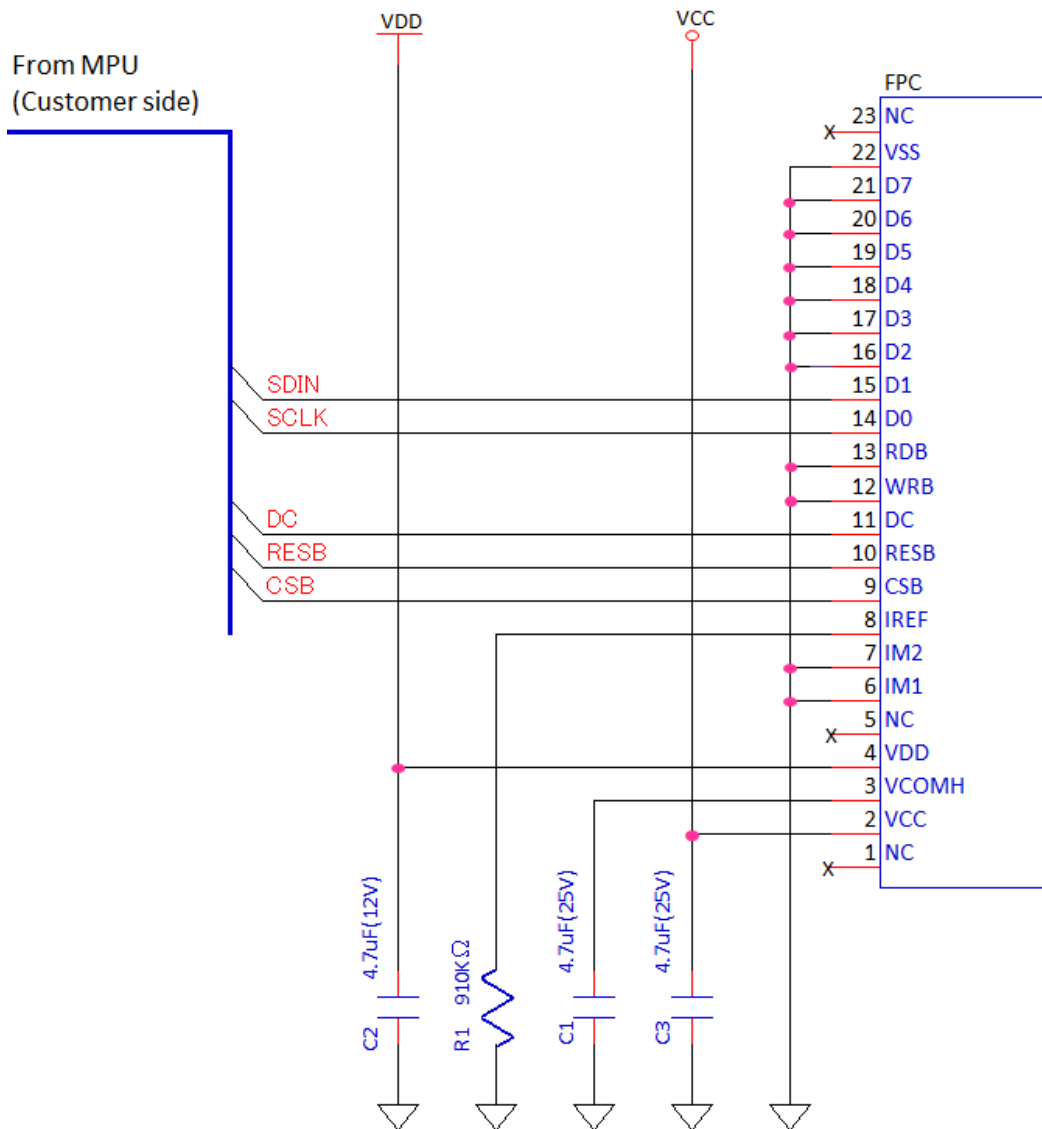 VDD
VCC
From MPU
(Customer side)
FPC
23 NC
X
22 VSS
21 D7
20 D6
19 D5
18 D4
17 D3
16 D2
15 D1
SDIN
14 D0
SCLK
13 RDB
12 WRB
11 DC
DC
10 RESB
RESB
9 CSB
CSB
8 IREF
7 IM2
6 IM1
5 NC
X
4 VDD
3 VCOMH
2 VCC
1 NC
X
4.7uF(12V)
C2
R1 910KΩ
4.7uF(25V)
C1
4.7uF(25V)
C3